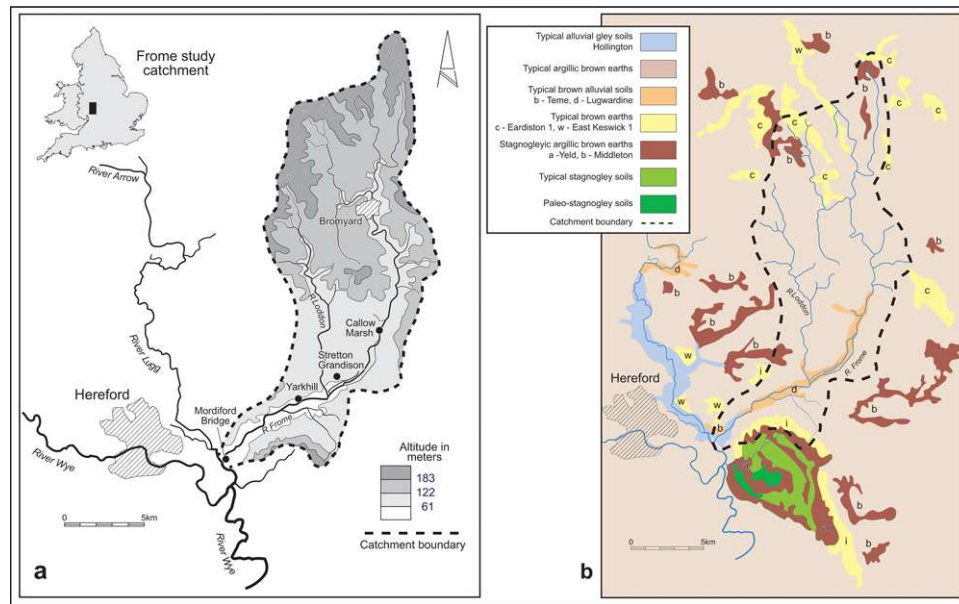 Frome study
catchment
River Arrow
Bromyard
R Loddon
River Lugg
Callow
Marsh
Stretton
Grandison
Yarkhill
Hereford
Mordiford
Bridge
R Frome
River Wye
Altitude in
meters
183
122
61
0 5km
Catchment boundary
River
Wye
a
Typical alluvial gley soils
Hollington
Typical argillic brown earths
Typical brown alluvial soils
b - Teme, d - Lugwardine
Typical brown earths
c - Eardiston 1, w - East Keswick 1
Stagnogleyic argillic brown earths
a -Yeld, b - Middleton
Typical stagnogley soils
Paleo-stagnogley soils
Catchment boundary
w
b
b
c
b
b
c
c
c
c
c
b
c
c
c
d
b
b
b
c
R Loddon
w
b
i
R. Frome
b
Hereford
w
w
d
b
b
i
a
b
a
i
b
0 5km
b